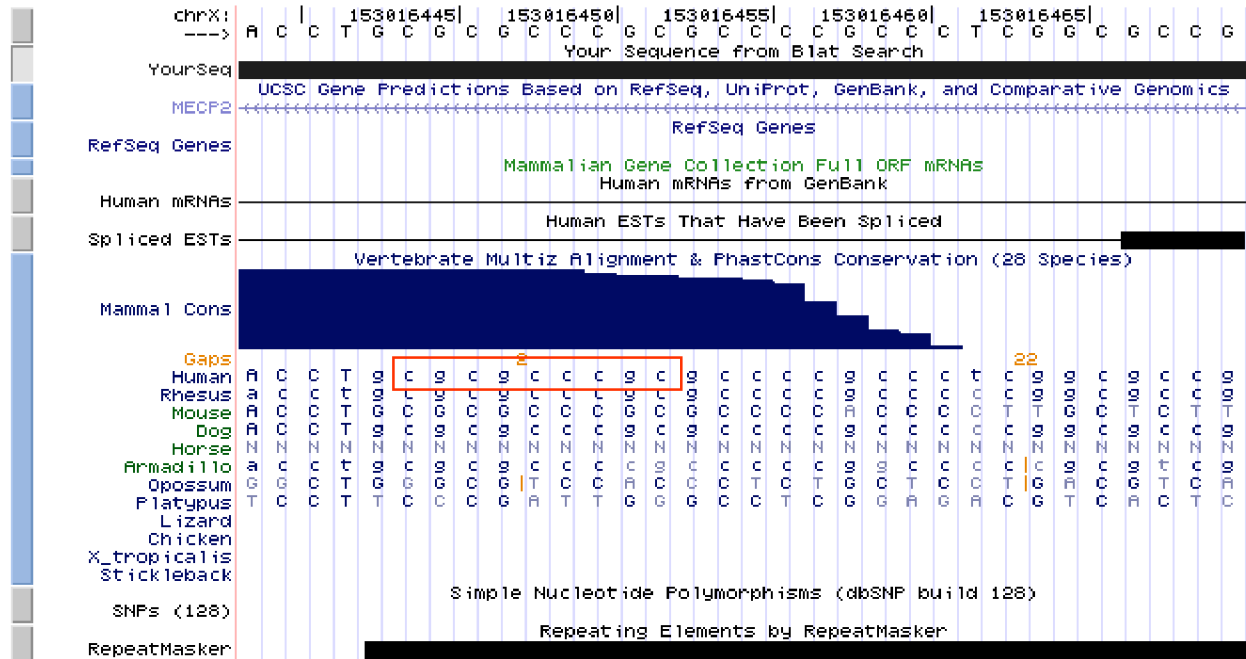 chrX: 153016445| 153016450| 153016455| 153016460| 153016465|
---> A C C T G C G C G C C C G C G C C C C G C C C T C G G C G C C G
Your Sequence from Blat Search
YourSeq
UCSC Gene Predictions Based on RefSeq, UniProt, GenBank, and Comparative Genomics
MECP2
RefSeq Genes
RefSeq Genes
Mammalian Gene Collection Full ORF mRNAs
Human mRNAs from GenBank
Human mRNAs
Human ESTs That Have Been Spliced
Spliced ESTs
Vertebrate Multiz Alignment & PhastCons Conservation (28 Species)
Mammal Cons
Gaps 2 22
Human A C C T g c g c g c c c g c g c c c c g c c c t c g g c g c c g
Rhesus a c c t g c g c g c c c g c g c c c c g c c c c c g g c g c c g
Mouse A C C T G C G C G C C C G C G C C C C A C C C C T T G C T C T T
Dog A C C T g c g c g c c c g c g c c c c g c c c c c g g c g c c g
Horse N N N N N N N N N N N N N N N N N N N N N N N N N N N N N N N N
Armadillo a c c t g c g c g c c c c g c c c c c g g c c c c | c g c g t c g
Opossum G G C T G G G C G | T C C A C C C T C T G C T C C T | G A C G T C A
Platypus T C C T T C C C G A T T G G G C C T C G G A G A C G T C A C T C
Lizard
Chicken
X_tropicalis
Stickleback
Simple Nucleotide Polymorphisms (dbSNP build 128)
SNPs (128)
Repeating Elements by RepeatMasker
RepeatMasker